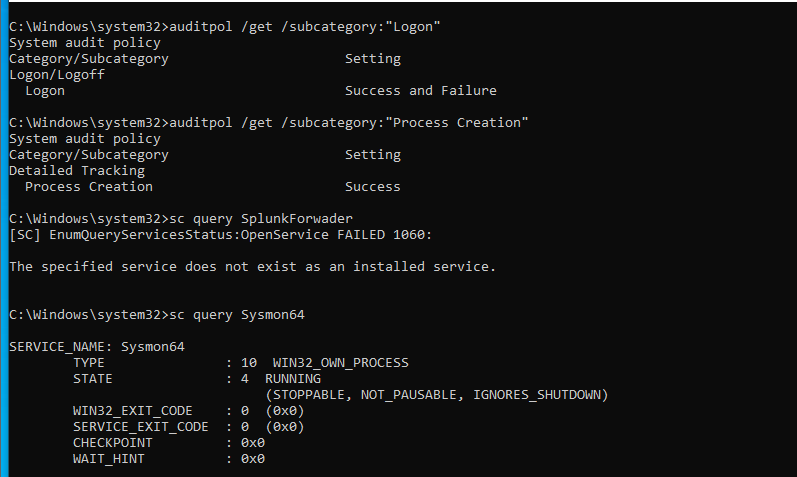 C:\Windows\system32>auditpol /get /subcategory:"Logon"
System audit policy
Category/Subcategory                      Setting
Logon/Logoff
  Logon                                   Success and Failure
C:\Windows\system32>auditpol /get /subcategory:"Process Creation"
System audit policy
Category/Subcategory                      Setting
Detailed Tracking
  Process Creation                        Success
C:\Windows\system32>sc query SplunkForwader
[SC] EnumQueryServicesStatus:OpenService FAILED 1060:
The specified service does not exist as an installed service.
C:\Windows\system32>sc query Sysmon64
SERVICE_NAME: Sysmon64
        TYPE               : 10  WIN32_OWN_PROCESS
        STATE              : 4  RUNNING
                                (STOPPABLE, NOT_PAUSABLE, IGNORES_SHUTDOWN)
        WIN32_EXIT_CODE    : 0  (0x0)
        SERVICE_EXIT_CODE  : 0  (0x0)
        CHECKPOINT         : 0x0
        WAIT_HINT          : 0x0